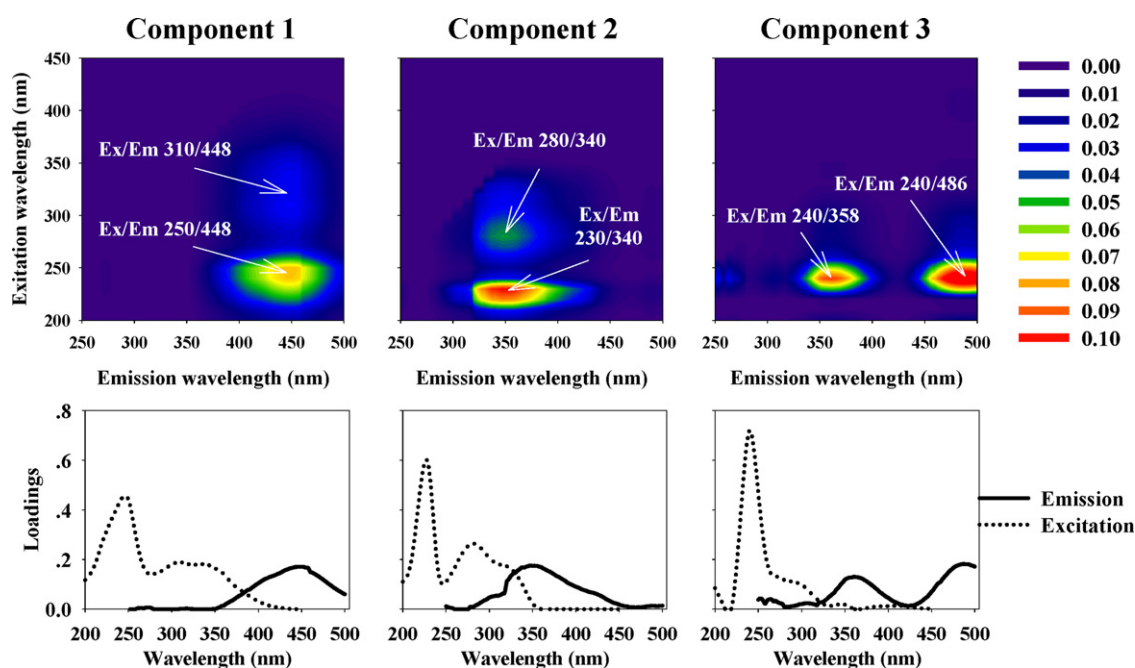 Component 1
Component 2
Component 3
Exitation wavelength (nm)
450
400
350
300
250
200
Ex/Em 310/448
Ex/Em 250/448
Ex/Em 280/340
Ex/Em
230/340
Ex/Em 240/486
Ex/Em 240/358
0.00
0.01
0.02
0.03
0.04
0.05
0.06
0.07
0.08
0.09
0.10
250 300 350 400 450 500
250 300 350 400 450 500
250 300 350 400 450 500
Emission wavelength (nm)
Emission wavelength (nm)
Emission wavelength (nm)
Loadings
.8
.6
.4
.2
0.0
Emission
Excitation
200 250 300 350 400 450 500
200 250 300 350 400 450 500
200 250 300 350 400 450 500
Wavelength (nm)
Wavelength (nm)
Wavelength (nm)